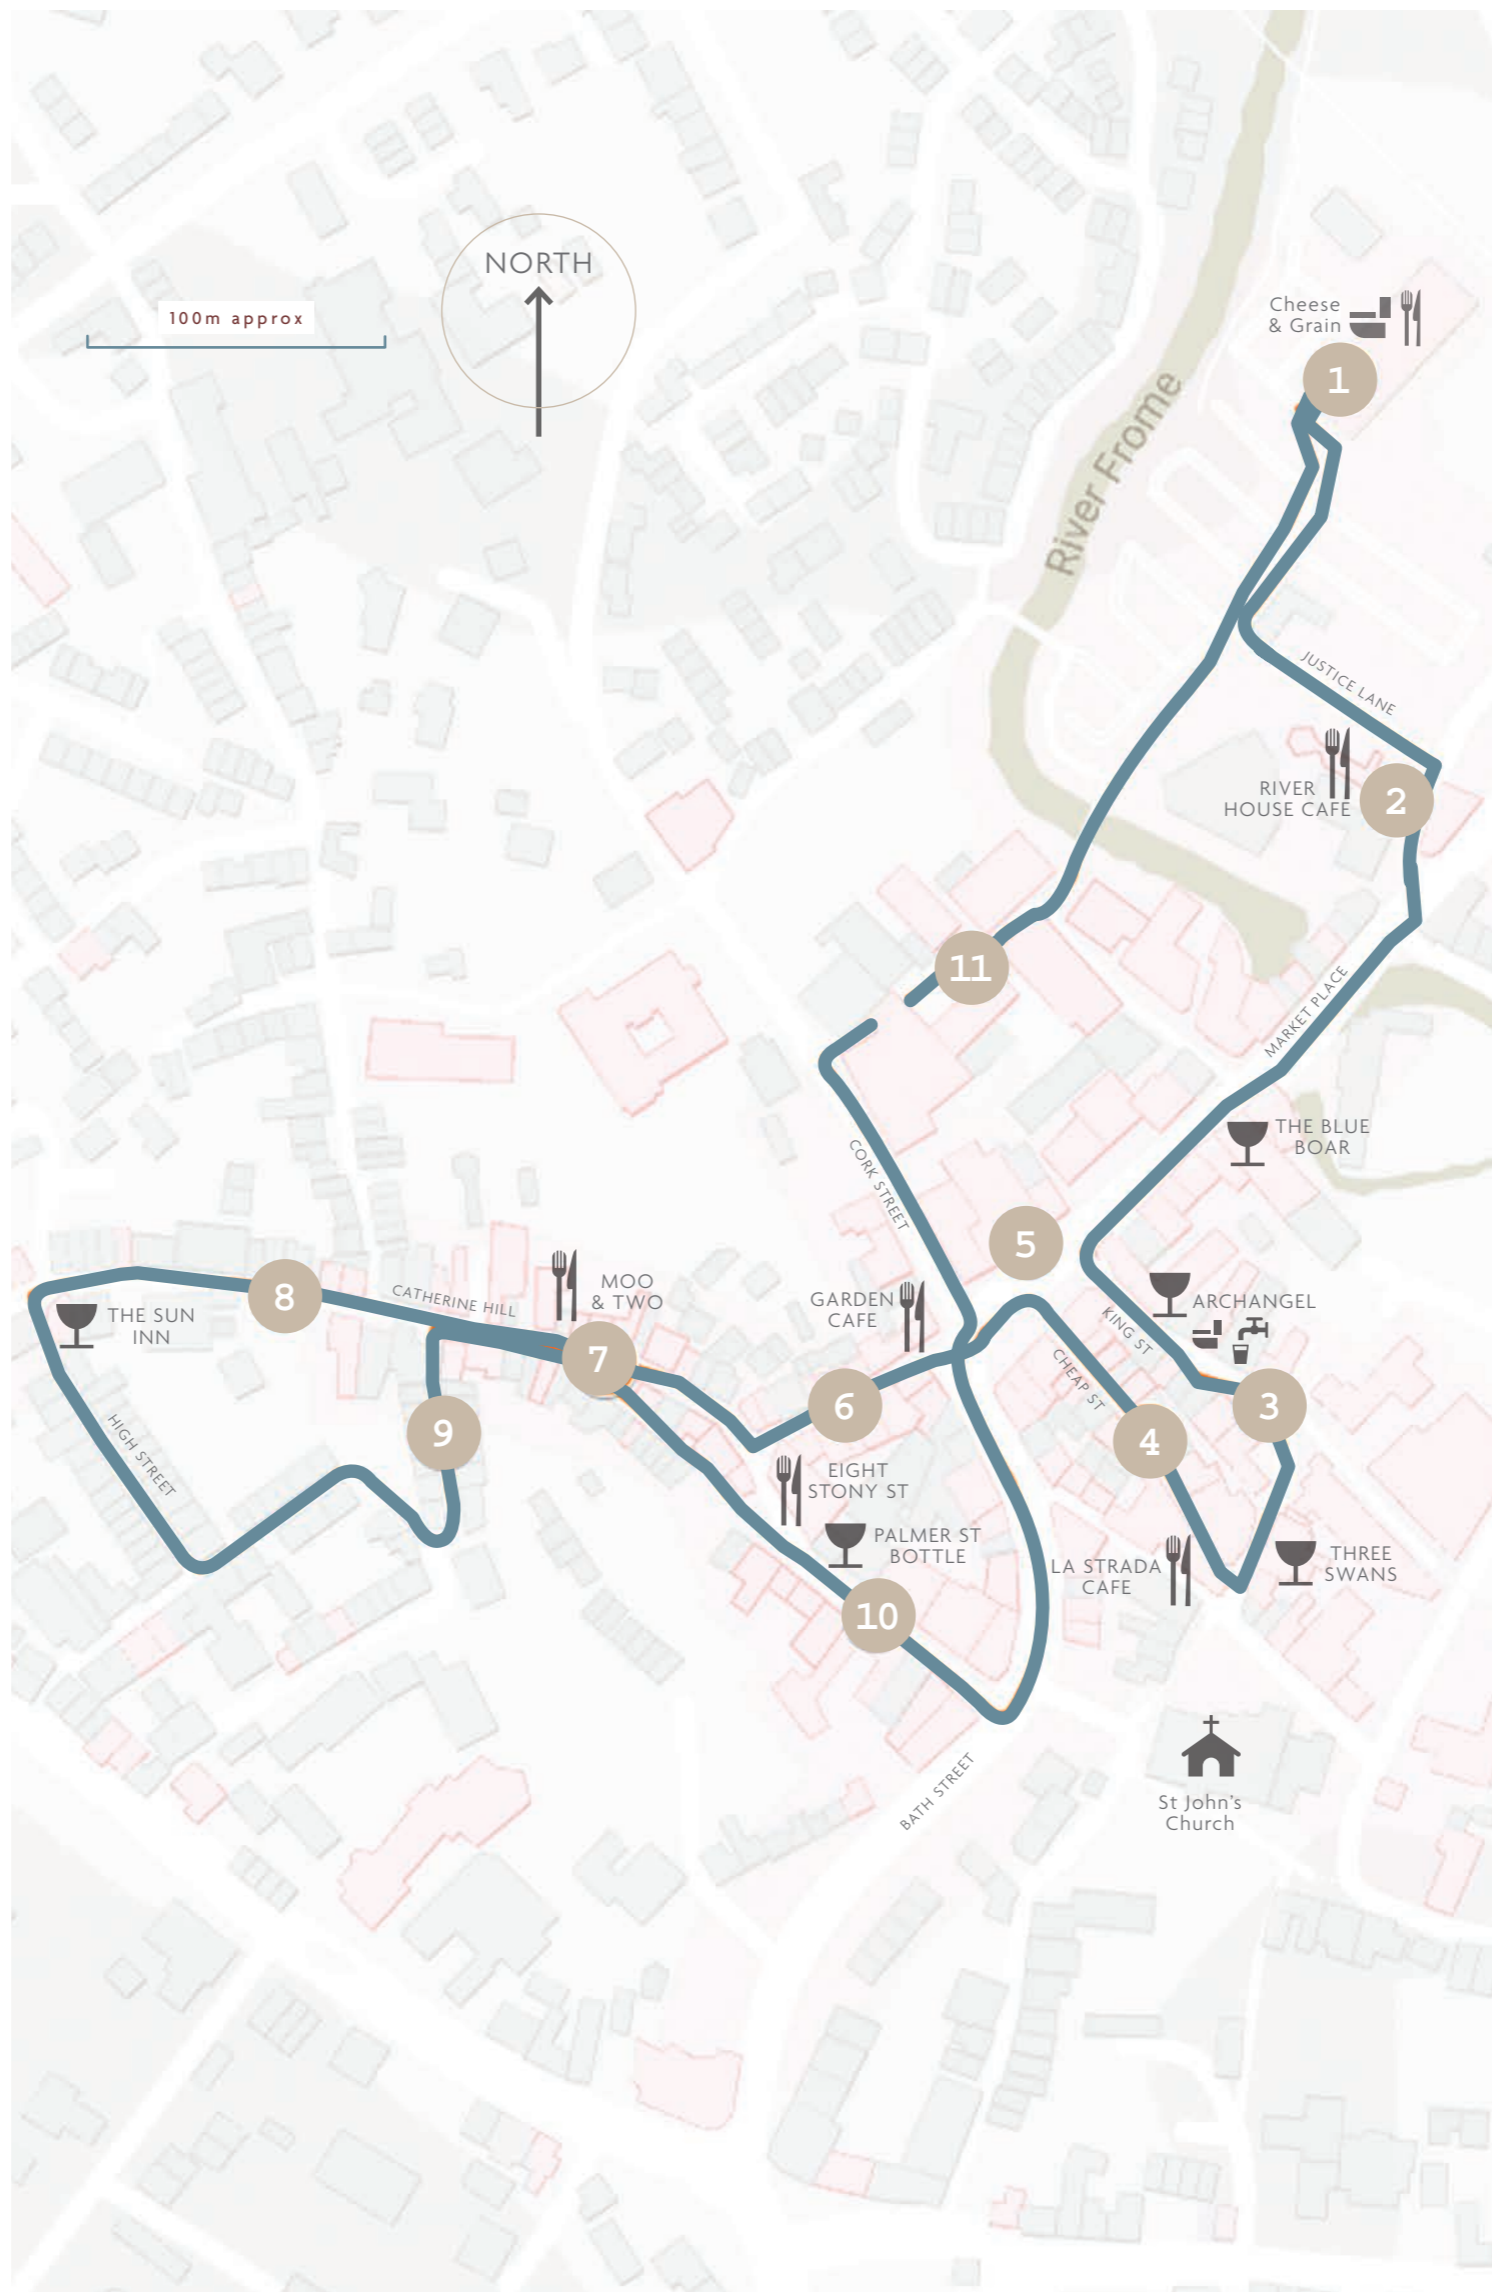 NORTH
100m approx
Cheese
& Grain
1
River Frome
JUSTICE LANE
RIVER
HOUSE CAFE
2
11
MARKET PLACE
THE BLUE
BOAR
CORK STREET
5
8
CATHERINE HILL
MOO
& TWO
GARDEN
CAFE
ARCHANGEL
THE SUN
INN
KING ST
7
CHEAP ST
6
3
9
4
HIGH STREET
EIGHT
STONY ST
PALMER ST
BOTTLE
LA STRADA
CAFE
THREE
SWANS
10
BATH STREET
St John's
Church